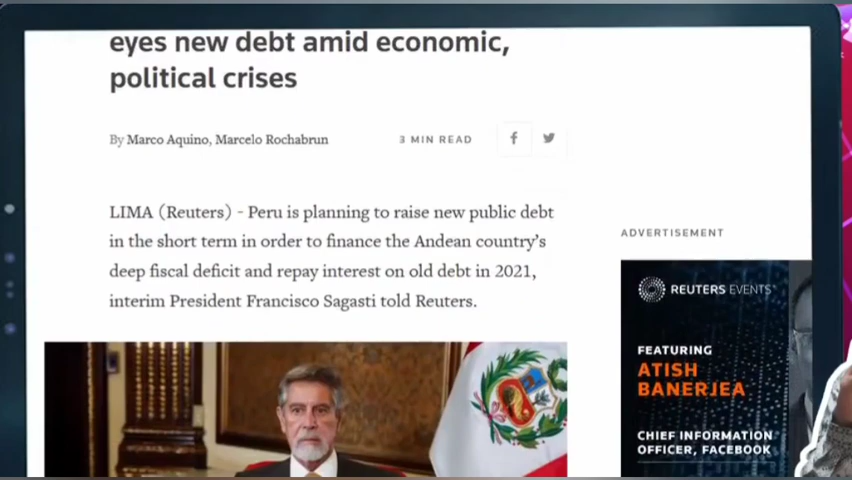 eyes new debt amid economic,
political crises
By Marco Aquino, Marcelo Rochabrun
3 MIN READ
LIMA (Reuters) - Peru is planning to raise new public debt
in the short term in order to finance the Andean country's
deep fiscal deficit and repay interest on old debt in 2021,
interim President Francisco Sagasti told Reuters.
ADVERTISEMENT
REUTERS EVENTS
FEATURING
ATISH
BANERJEA
CHIEF INFORMATION
OFFICER, FACEBOOK